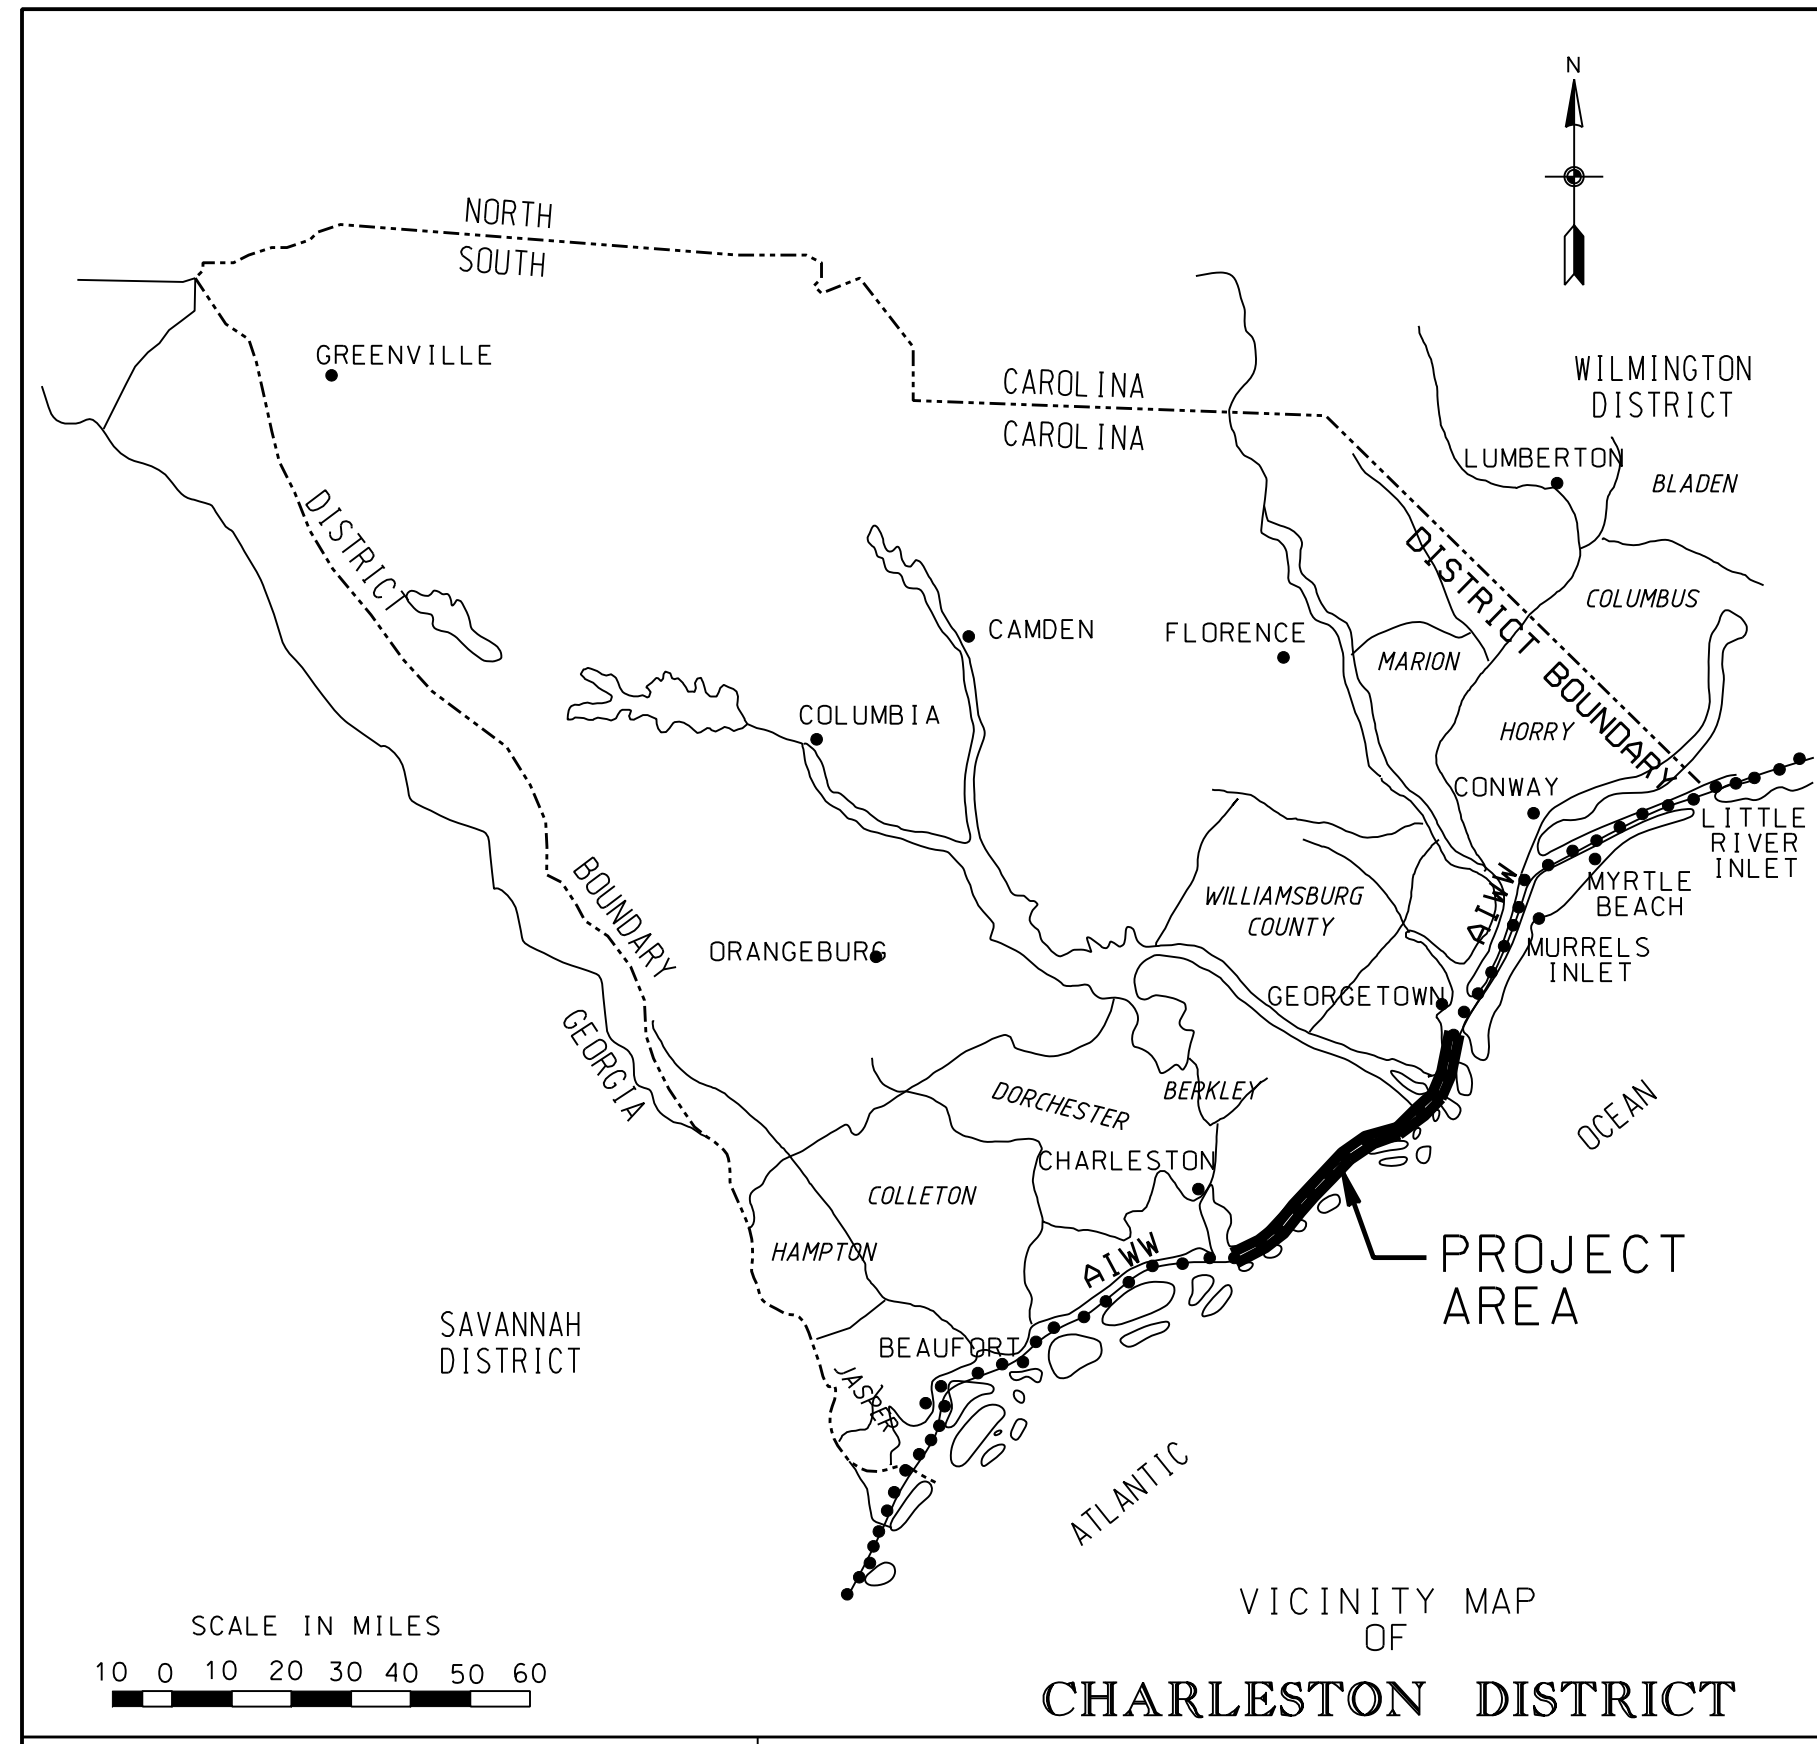 N
NORTH
SOUTH
GREENVILLE
CAROLINA
CAROLINA
WILMINGTON
DISTRICT
LUMBERTON
BLADEN
DISTRICT
DISTRICT BOUNDARY
COLUMBUS
CAMDEN
FLORENCE
MARION
COLUMBIA
HORRY
CONWAY
LITTLE
RIVER
INLET
MYRTLE
BEACH
WILLIAMSBURG
COUNTY
AIWW
BOUNDARY
ORANGEBURG
MURRELS
INLET
GEORGETOWN
GEORGIA
DORCHESTER
BERKLEY
OCEAN
CHARLESTON
COLLETON
HAMPTON
AIWW
PROJECT
AREA
SAVANNAH
DISTRICT
BEAUFORT
JASPER
ATLANTIC
VICINITY MAP
OF
CHARLESTON DISTRICT
SCALE IN MILES
10 0 10 20 30 40 50 60